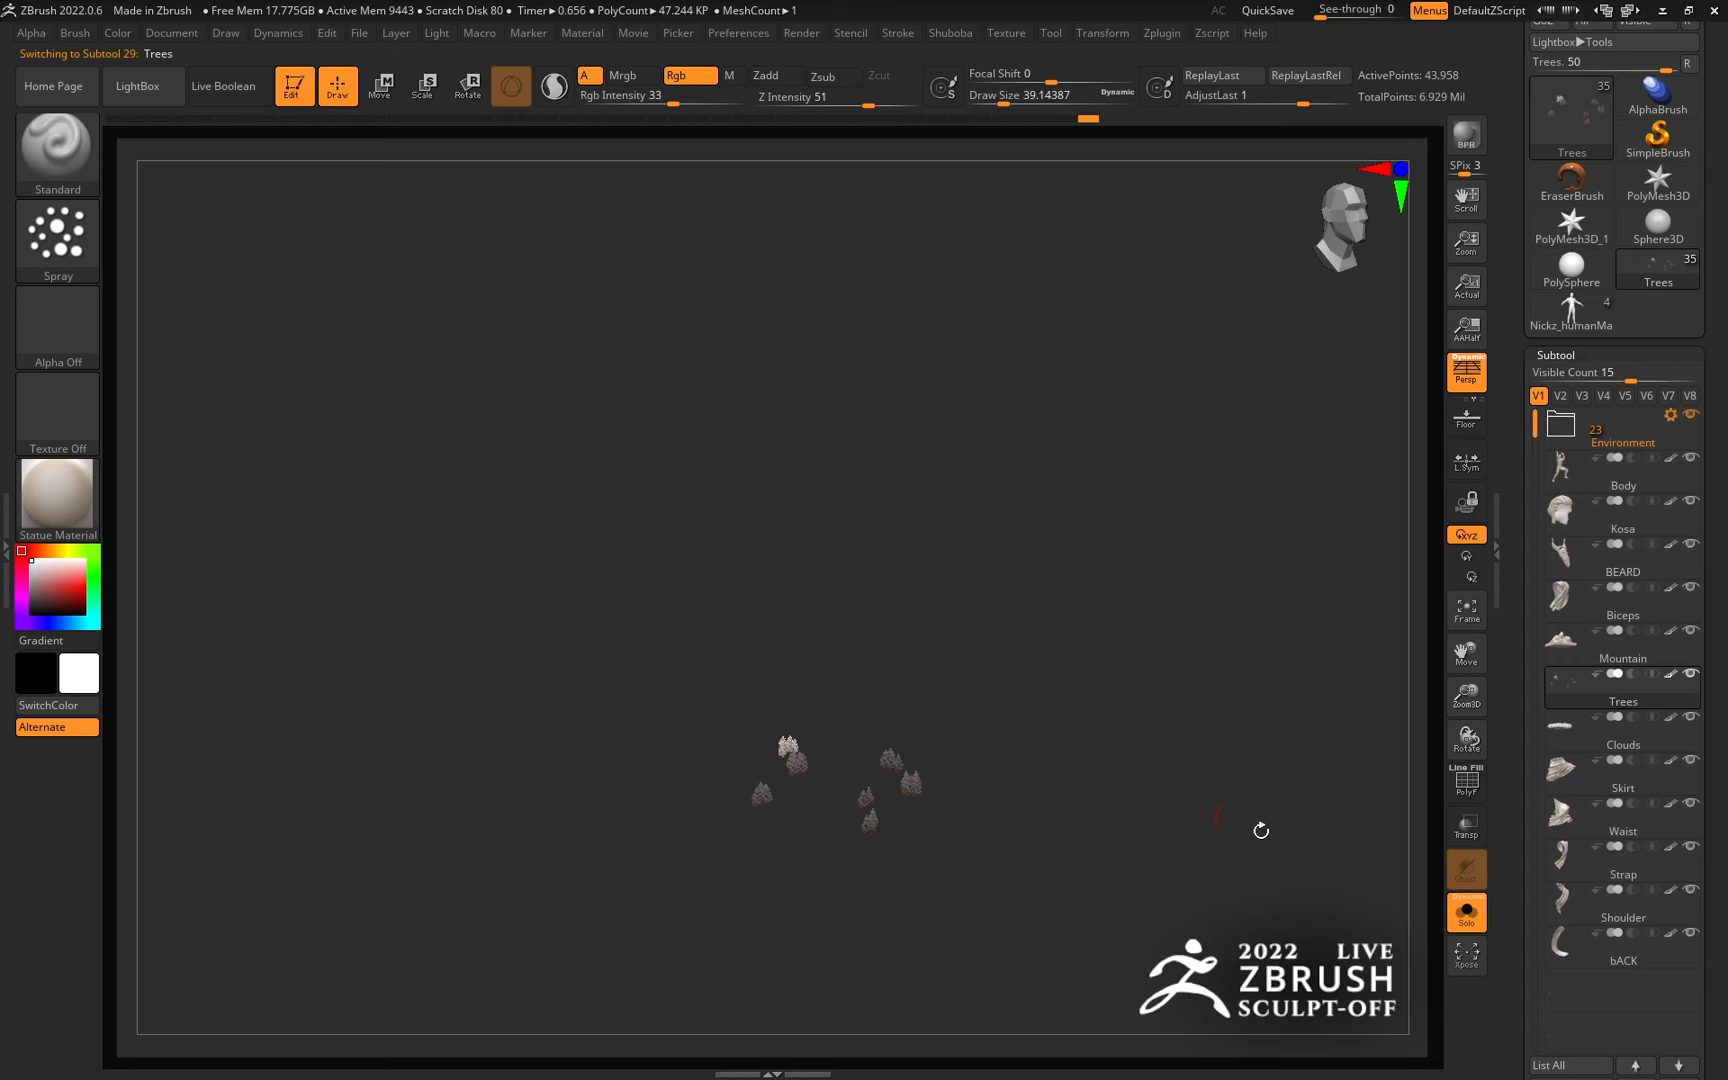 ZBrush 2022.0.6 Made in Zbrush • Free Mem 17.775GB • Active Mem 9443 • Scratch Disk 80 • Timer►0.656 • PolyCount►47.244 KP • MeshCount►1 AC QuickSave See-through 0 Menus DefaultZScript
Alpha Brush Color Document Draw Dynamics Edit File Layer Light Macro Marker Material Movie Picker Preferences Render Stencil Stroke Shuboba Texture Tool Transform Zplugin Zscript Help
Switching to Subtool 29: Trees
Home Page LightBox Live Boolean Edit Draw Move Scale Rotate
A Mrgb Rgb M Zadd Zsub Zcut
Rgb Intensity 33 Z Intensity 51
S
Focal Shift 0
Draw Size 39.14387 Dynamic
D
ReplayLast ReplayLastRel ActivePoints: 43,958
AdjustLast 1 TotalPoints: 6.929 Mil
Standard
Spray
Alpha Off
Texture Off
Statue Material
Gradient
SwitchColor
Alternate
2022 LIVE
ZBRUSH
SCULPT-OFF
BPR
SPix 3
Scroll
Zoom
Actual
AAHalf
Dynamic
Persp
Floor
L.Sym
XYZ
Y
Z
Frame
Move
Zoom3D
Rotate
Line Fill
PolyF
Transp
Ghost
Dynamic
Solo
Xpose
GoZ All Visible R
Lightbox►Tools
Trees. 50 R
35
Trees
AlphaBrush
SimpleBrush
EraserBrush PolyMesh3D
PolyMesh3D_1 Sphere3D
35
PolySphere Trees
4
Nickz_humanMa
Subtool
Visible Count 15
V1 V2 V3 V4 V5 V6 V7 V8
23
Environment
Body
Kosa
BEARD
Biceps
Mountain
Trees
Clouds
Skirt
Waist
Strap
Shoulder
bACK
List All